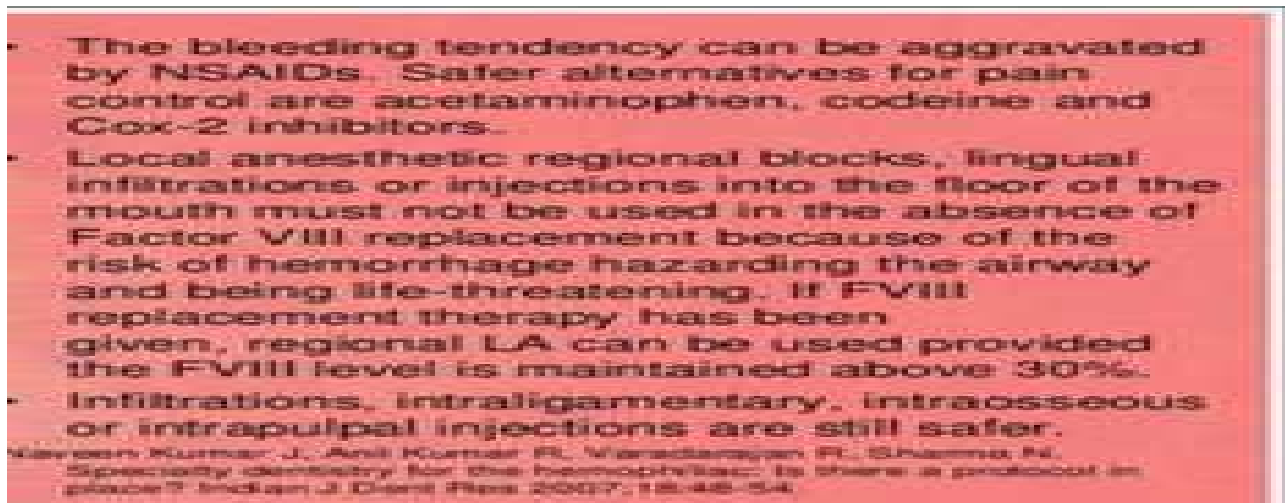 • The bleeding tendency can be aggravated
by NSAIDs. Safer alternatives for pain
control are acetaminophen, codeine and
Cox-2 inhibitors..
• Local anesthetic regional blocks, lingual
infiltrations or injections into the floor of the
mouth must not be used in the absence of
Factor VIII replacement because of the
risk of hemorrhage hazarding the airway
and being life-threatening. If FVIII
replacement therapy has been
given, regional LA can be used provided
the FVIII level is maintained above 30%.
• Infiltrations, intraligamentary, intraosseous
or intrapulpal injections are still safer.
Naveen Kumar J, Anil Kumar R, Varadarajan R, Sharma N.
Specialty dentistry for the hemophiliac: Is there a protocol in
place? Indian J Dent Res 2007;18:48-54